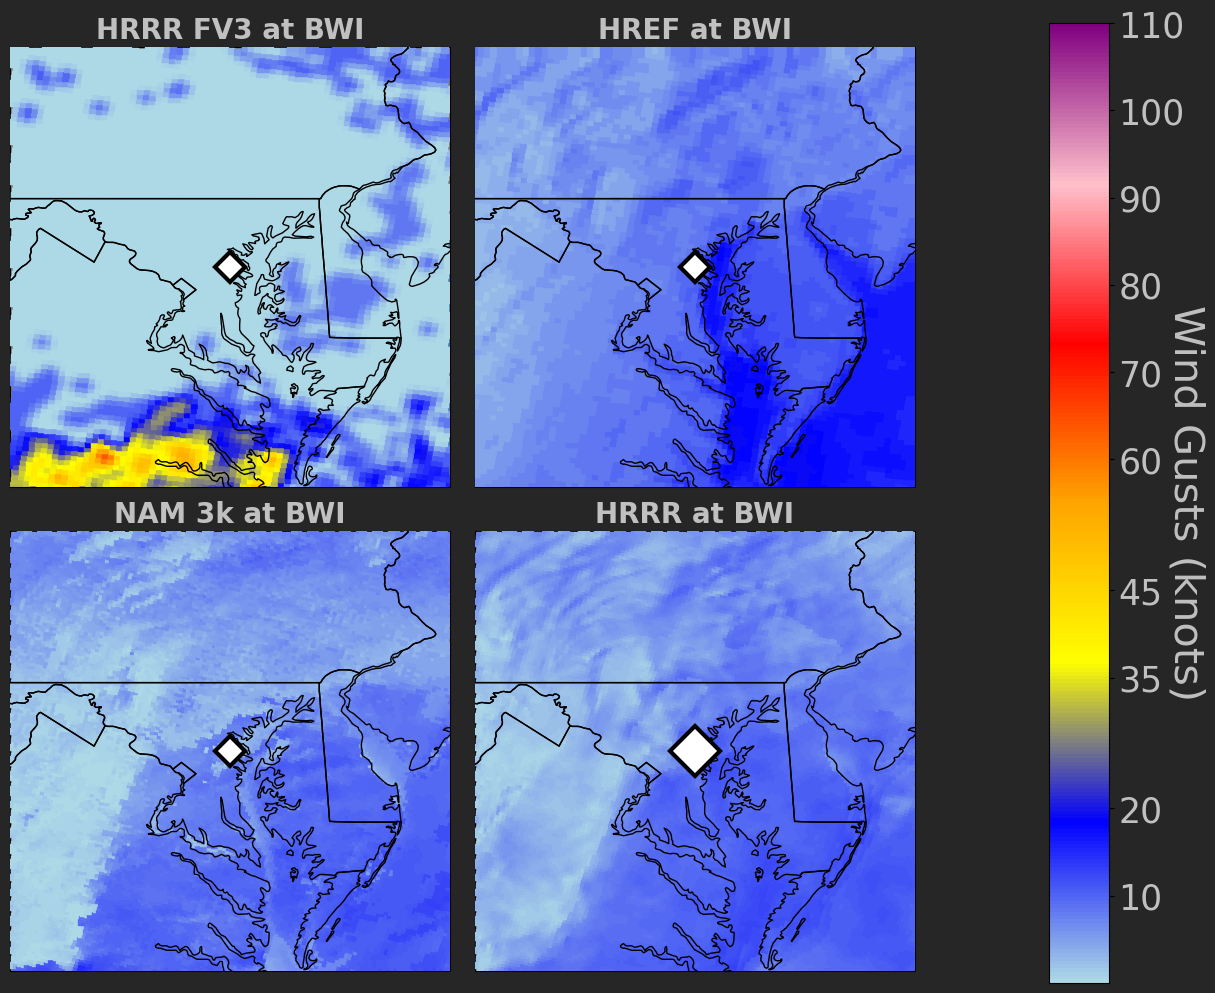 HRRR FV3 at BWI
HREF at BWI
NAM 3k at BWI
HRRR at BWI
110
100
90
80
70
60
45
35
20
10
Wind Gusts (knots)